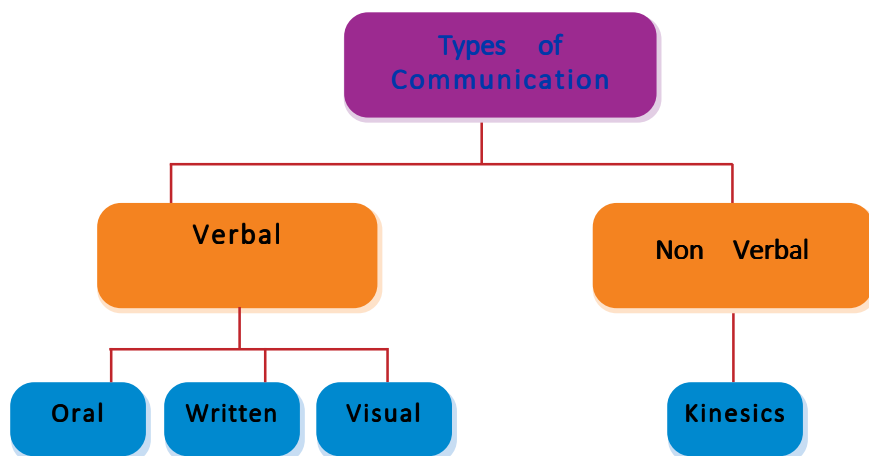 Types of
Communication
Verbal
Non Verbal
Oral
Written
Visual
Kinesics